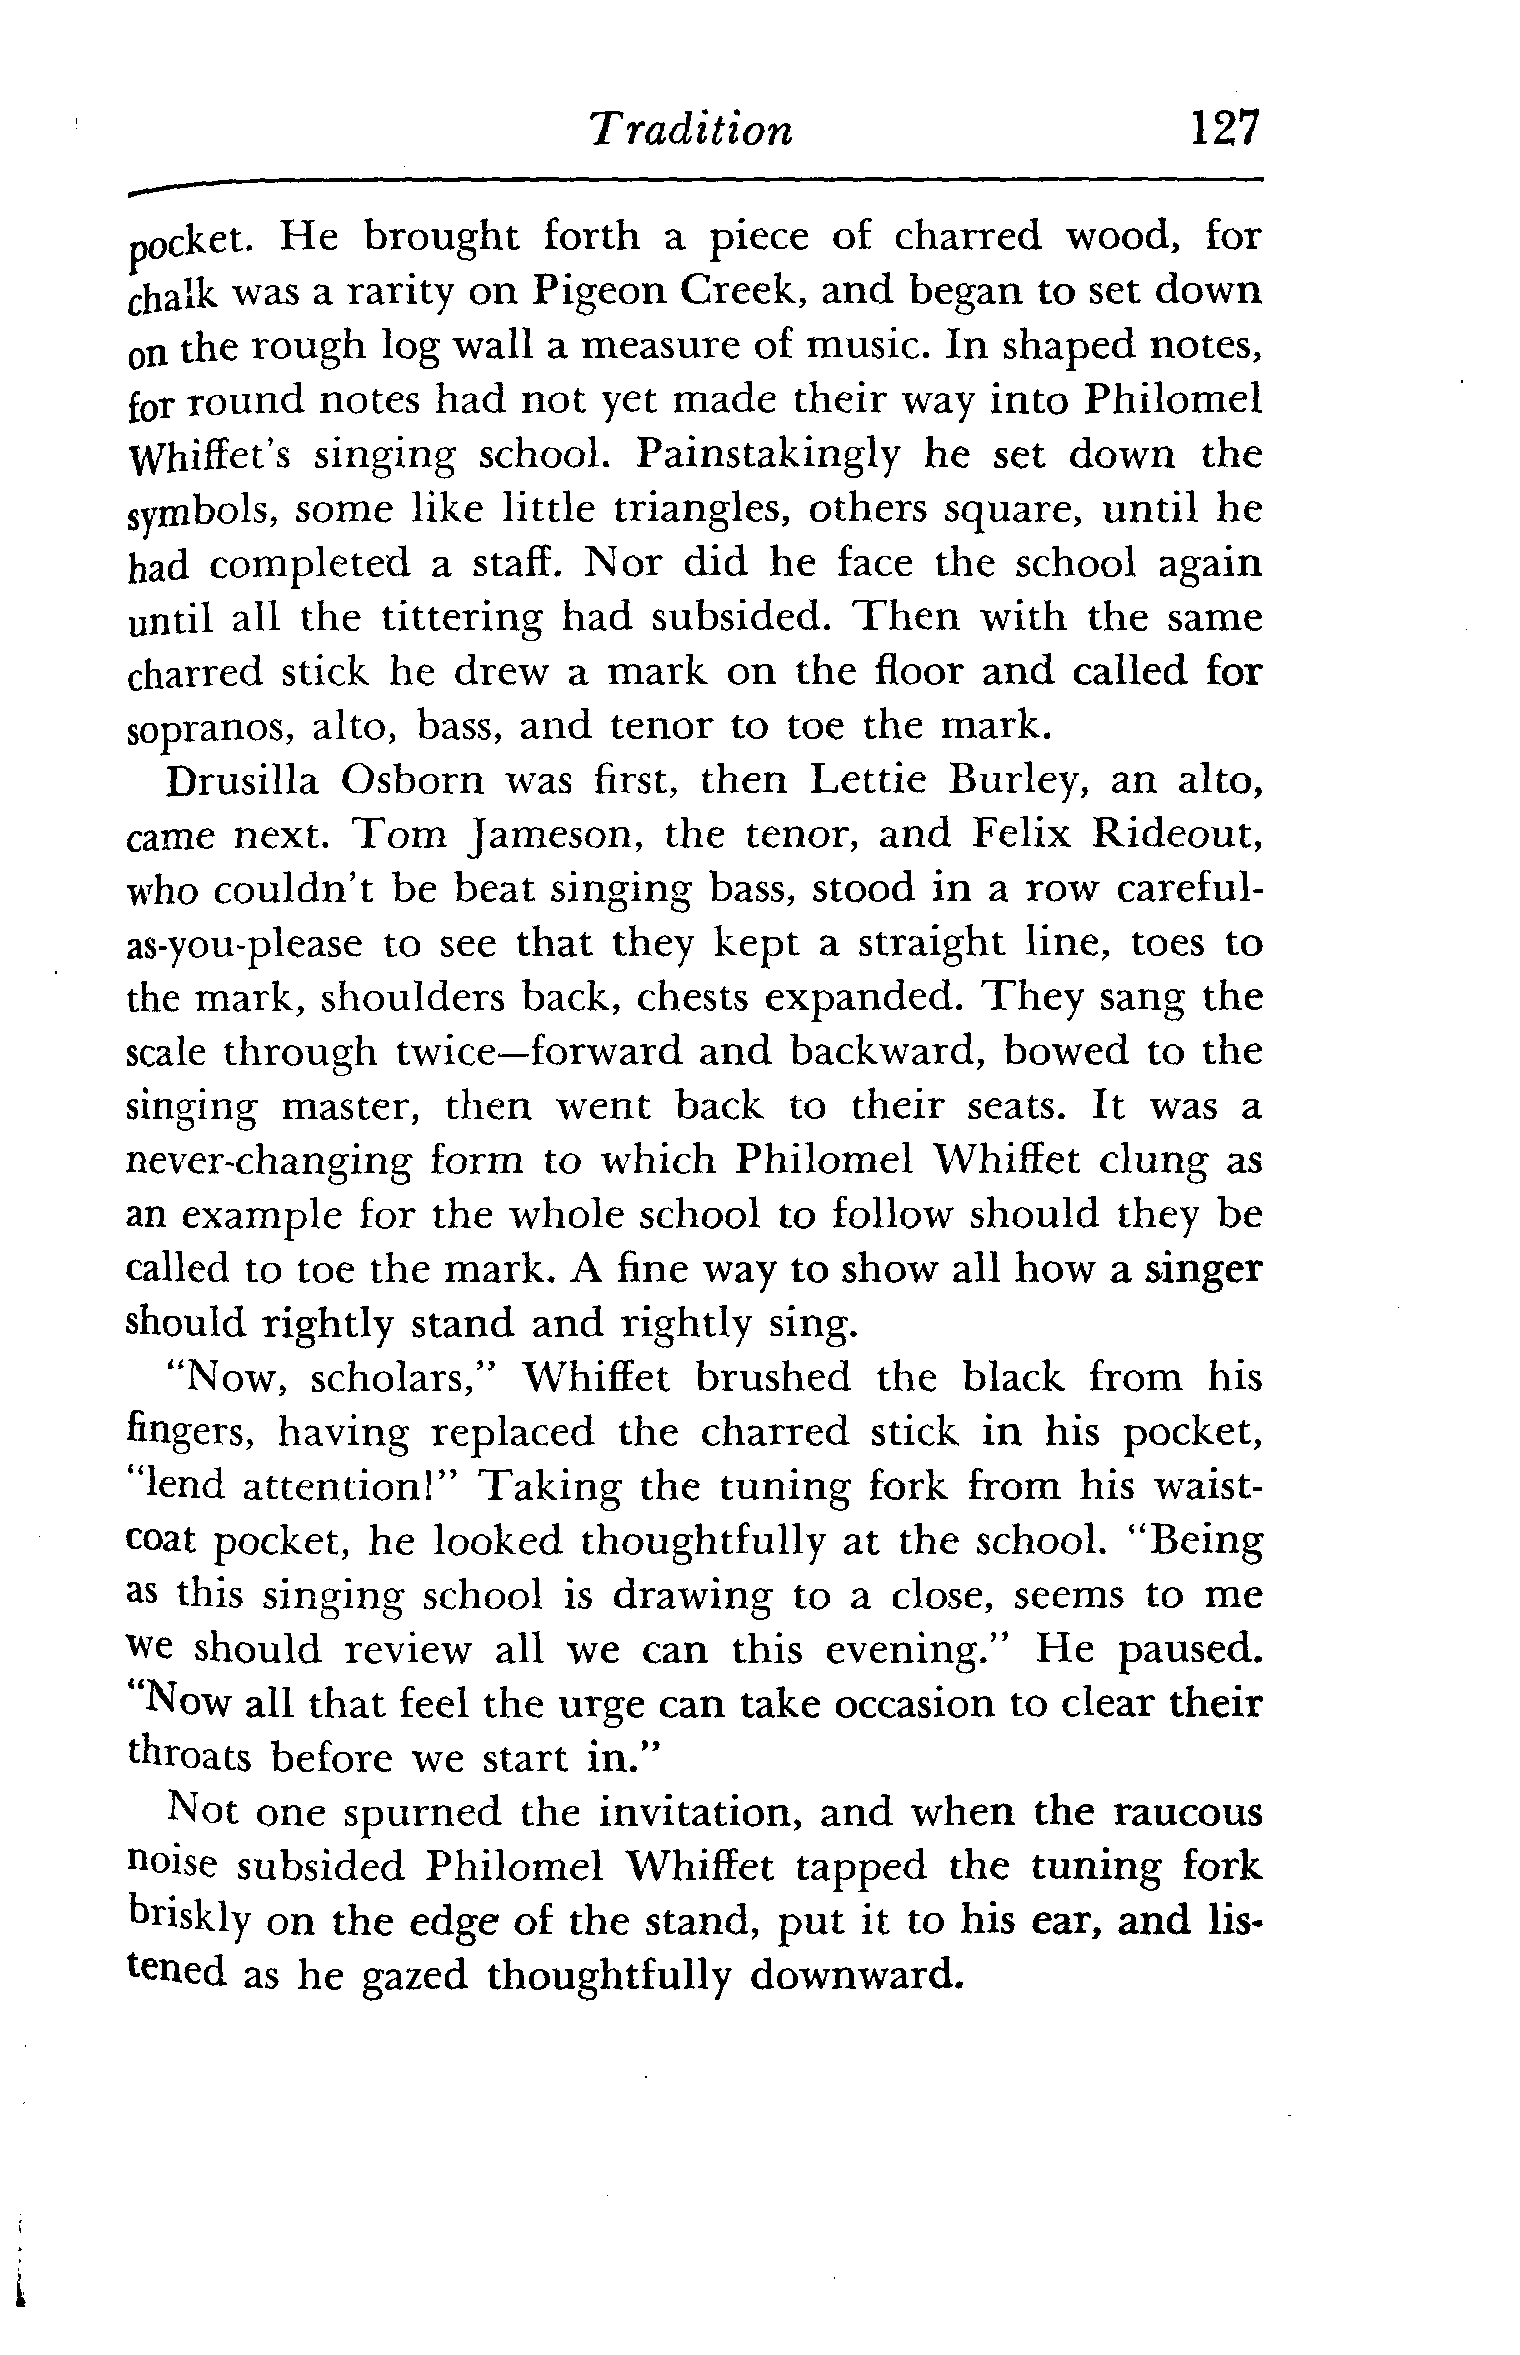 Tradition 127
pocket. He brought forth a piece of charred wood, for
chalk was a rarity on Pigeon Creek, and began to set down
on the rough log wall a measure of music. In shaped notes,
for round notes had not yet made their way into Philomel
Whiffet's singing school. Painstakingly he set down the
symbols, some like little triangles, others square, until he
had completed a staff. Nor did he face the school again
until all the tittering had subsided. Then with the same
charred stick he drew a mark on the floor and called for
sopranos, alto, bass, and tenor to toe the mark.
Drusilla Osborn was first, then Lettie Burley, an alto,
came next. Tom Jameson, the tenor, and Felix Rideout,
who couldn't be beat singing bass, stood in a row careful-
as-you-please to see that they kept a straight line, toes to
the mark, shoulders back, chests expanded. They sang the
scale through twice—forward and backward, bowed to the
singing master, then went back to their seats. It was a
never-changing form to which Philomel Whiffet clung as
an example for the whole school to follow should they be
called to toe the mark. A fine way to show all how a singer
should rightly stand and rightly sing.
"Now, scholars," Whiffet brushed the black from his
fingers, having replaced the charred stick in his pocket,
"lend attention!" Taking the tuning fork from his waist-
coat pocket, he looked thoughtfully at the school. "Being
as this singing school is drawing to a close, seems to me
we should review all we can this evening." He paused.
"Now all that feel the urge can take occasion to clear their
throats before we start in."
Not one spurned the invitation, and when the raucous
noise subsided Philomel Whiffet tapped the tuning fork
briskly on the edge of the stand, put it to his ear, and lis-
tened as he gazed thoughtfully downward.